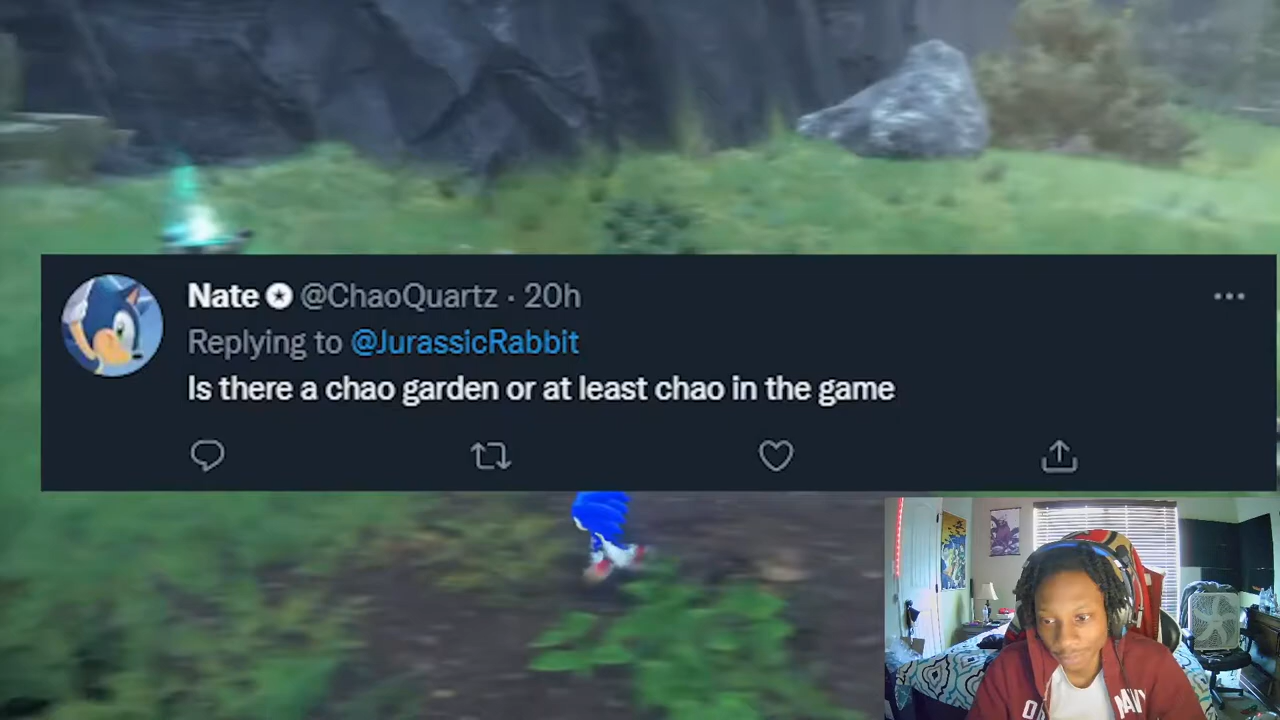 Nate @ChaoQuartz · 20h
Replying to @JurassicRabbit
Is there a chao garden or at least chao in the game